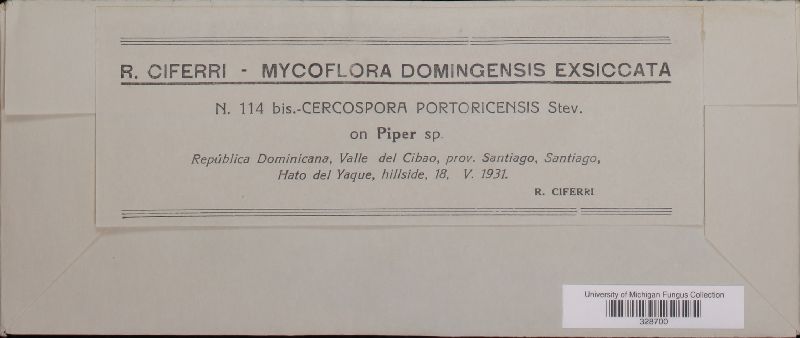 R. CIFERRI - MYCOFLORA DOMINGENSIS EXSICCATA
N. 114 bis.-CERCOSPORA PORTORICENSIS Stev.
on Piper sp.
República Dominicana, Valle del Cibao, prov. Santiago, Santiago,
Hato del Yaque, hillside, 18, V. 1931.
R. CIFERRI
University of Michigan Fungus Collection
328700